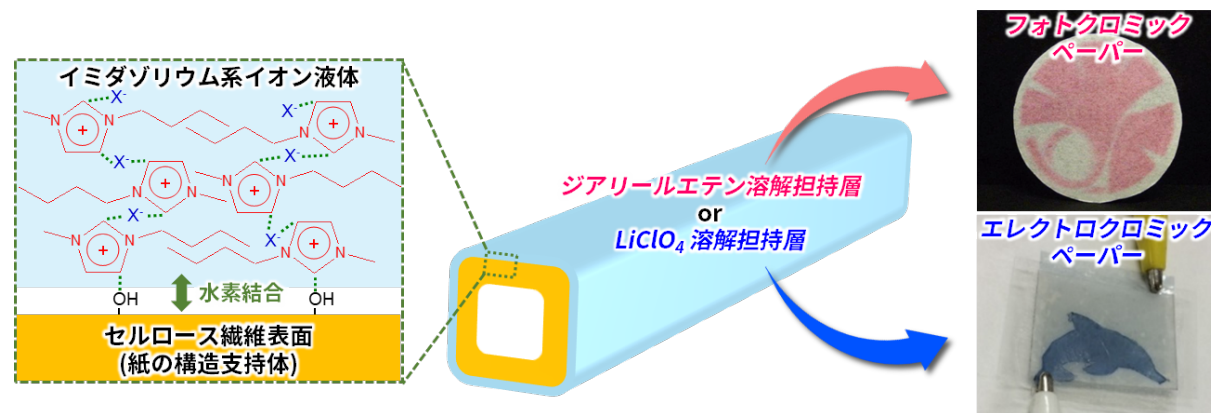 イミダゾリウム系イオン液体
X⁻
X⁻
N
N
+
N
N
+
X⁻
X⁻
N
N
+
N
N
+
X⁻
X⁻
N
N
+
N
N
+
OH
水素結合
OH
セルロース繊維表面
(紙の構造支持体)
ジアリールエテン溶解担持層
or
LiClO₄ 溶解担持層
フォトクロミック
ペーパー
エレクトロクロミック
ペーパー